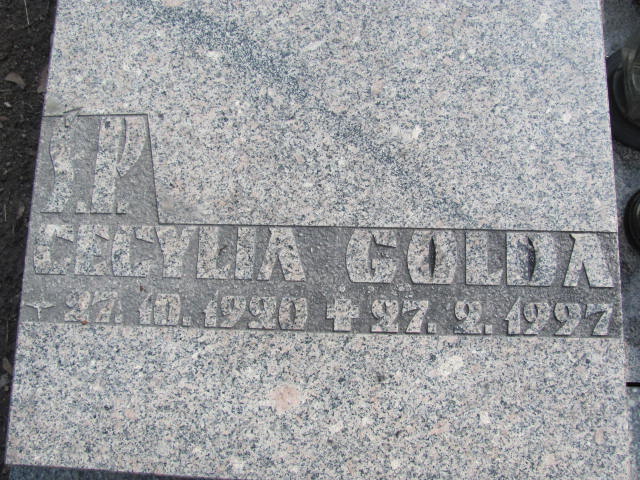 Ś.P.
CECYLIA GOLDA
* 27. 10. 1920 + 27. 2. 1997